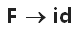 F → id